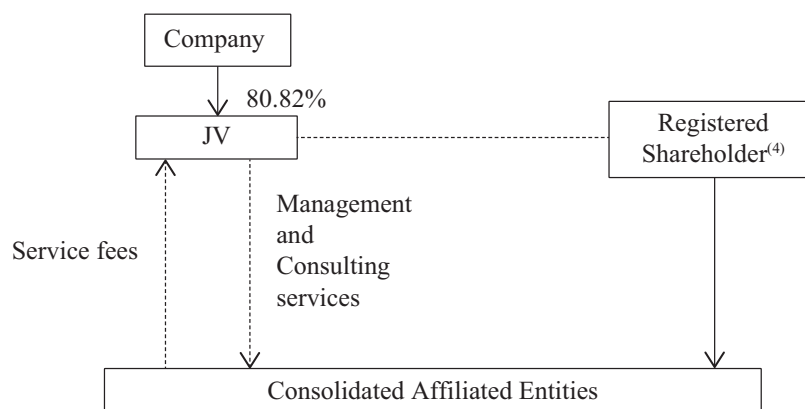 Company
80.82%
JV
Registered
Shareholder(4)
Management
and
Consulting
services
Service fees
Consolidated Affiliated Entities